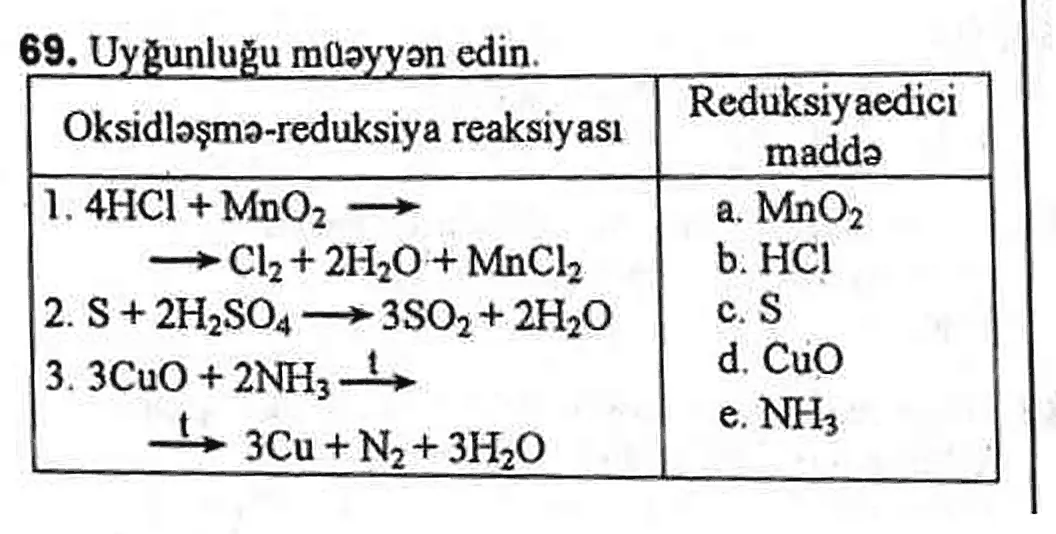 69. Uyğunluğu müəyyən edin.
Oksidləşmə-reduksiya reaksiyası
Reduksiyaedici
maddə
1. 4HCl + MnO₂ ⟶
⟶ Cl₂ + 2H₂O + MnCl₂
2. S + 2H₂SO₄ ⟶ 3SO₂ + 2H₂O
3. 3CuO + 2NH₃ —t→
—t→ 3Cu + N₂ + 3H₂O
a. MnO₂
b. HCl
c. S
d. CuO
e. NH₃